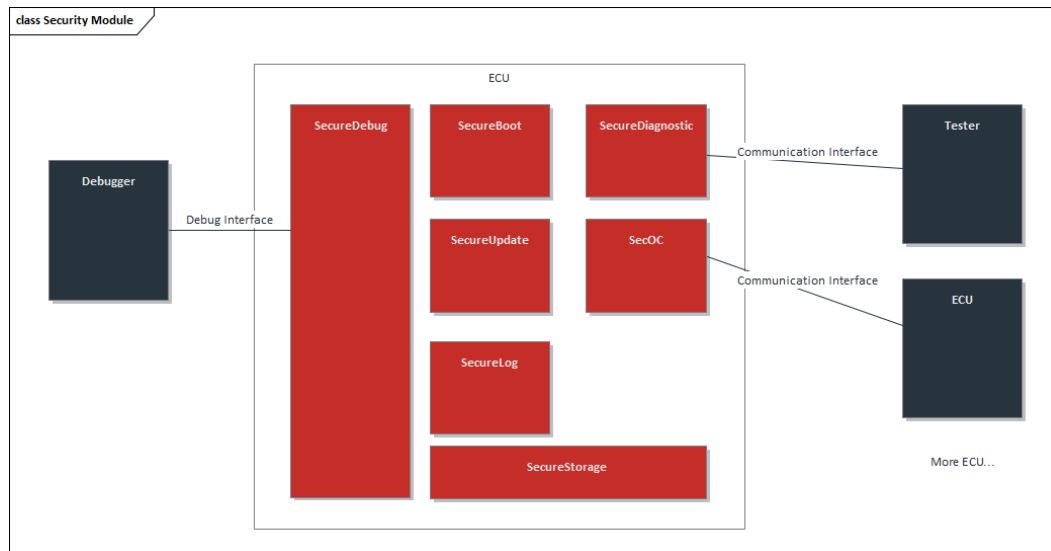 class Security Module
ECU
SecureDebug
SecureBoot
SecureDiagnostic
Tester
Communication Interface
Debugger
Debug Interface
SecureUpdate
SecOC
Communication Interface
ECU
SecureLog
More ECU...
SecureStorage